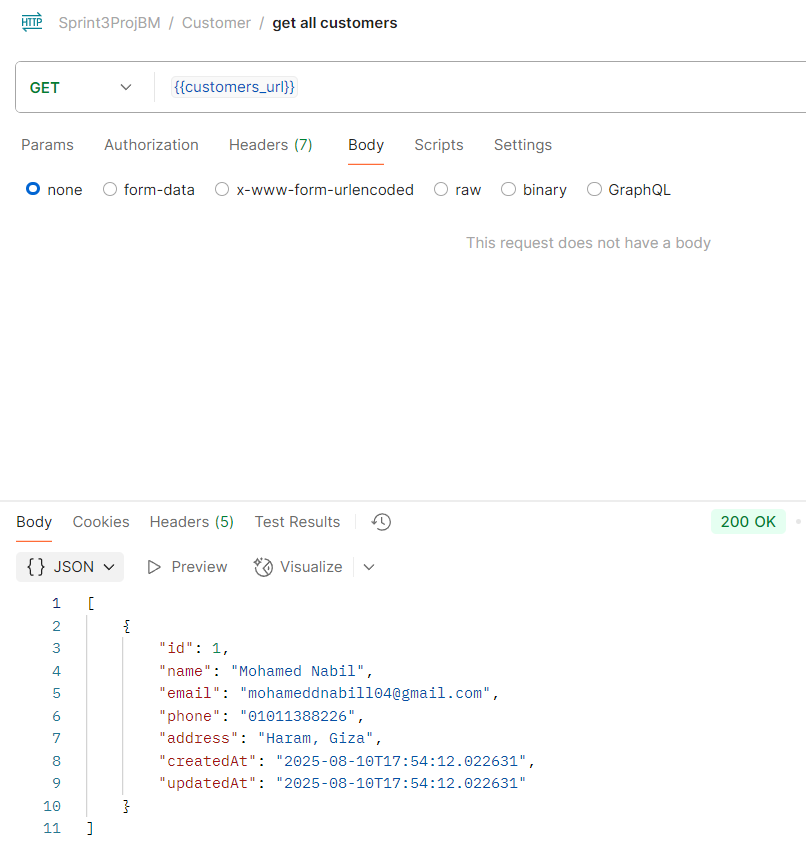 HTTP Sprint3ProjBM / Customer / get all customers
GET {{customers_url}}
Params Authorization Headers (7) Body Scripts Settings
none form-data x-www-form-urlencoded raw binary GraphQL
This request does not have a body
Body Cookies Headers (5) Test Results 200 OK
{} JSON Preview Visualize
1 [
2 {
3 "id": 1,
4 "name": "Mohamed Nabil",
5 "email": "mohameddnabill04@gmail.com",
6 "phone": "01011388226",
7 "address": "Haram, Giza",
8 "createdAt": "2025-08-10T17:54:12.022631",
9 "updatedAt": "2025-08-10T17:54:12.022631"
10 }
11 ]